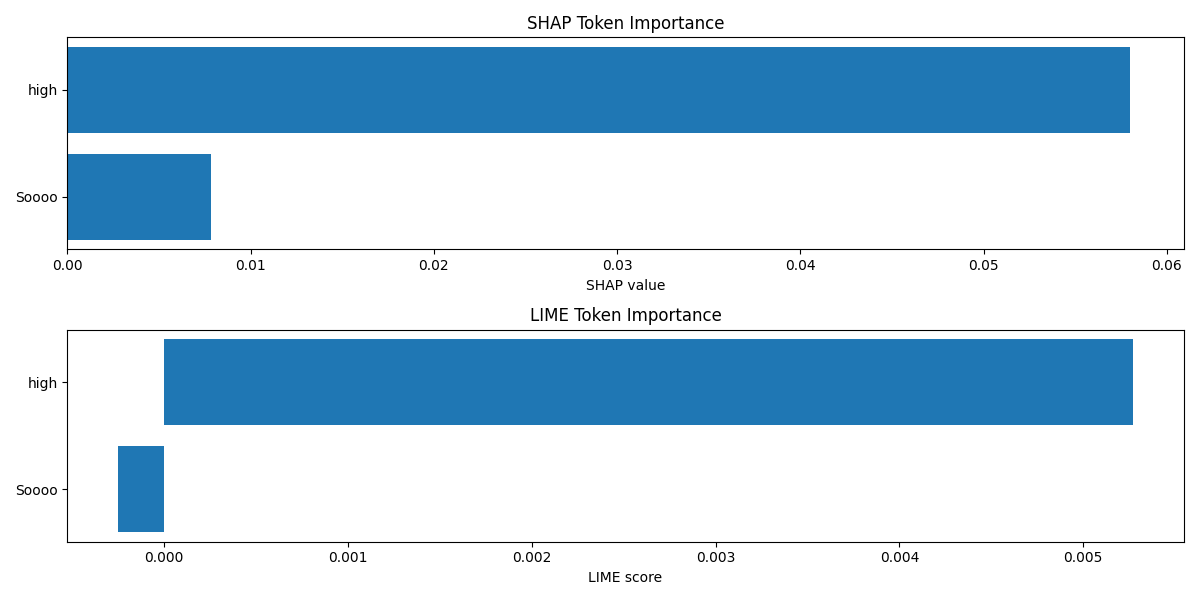 SHAP Token Importance
high
Soooo
0.00 0.01 0.02 0.03 0.04 0.05 0.06
SHAP value
LIME Token Importance
high
Soooo
0.000 0.001 0.002 0.003 0.004 0.005
LIME score